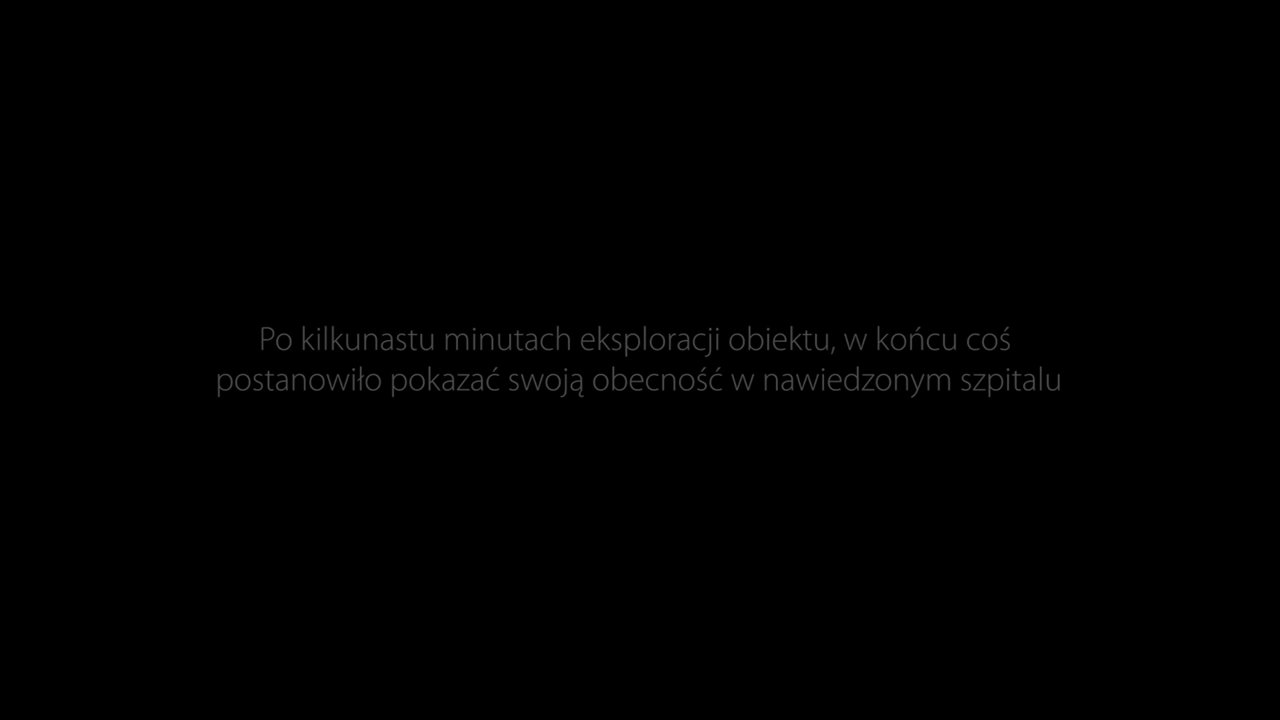 Po kilkunastu minutach eksploracji obiektu, w końcu coś
postanowiło pokazać swoją obecność w nawiedzonym szpitalu